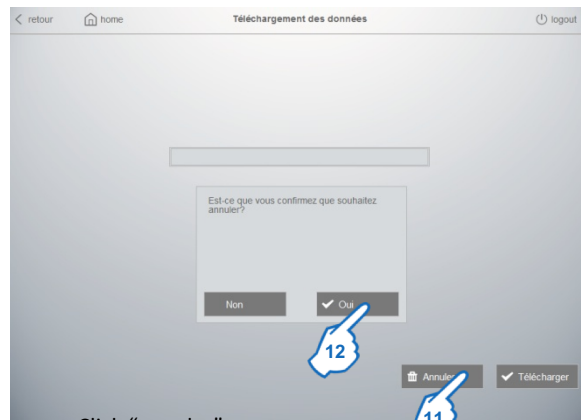 retour home Téléchargement des données logout
Est-ce que vous confirmez que souhaitez
annuler?
Non Oui
12
Annuler Télécharger
11